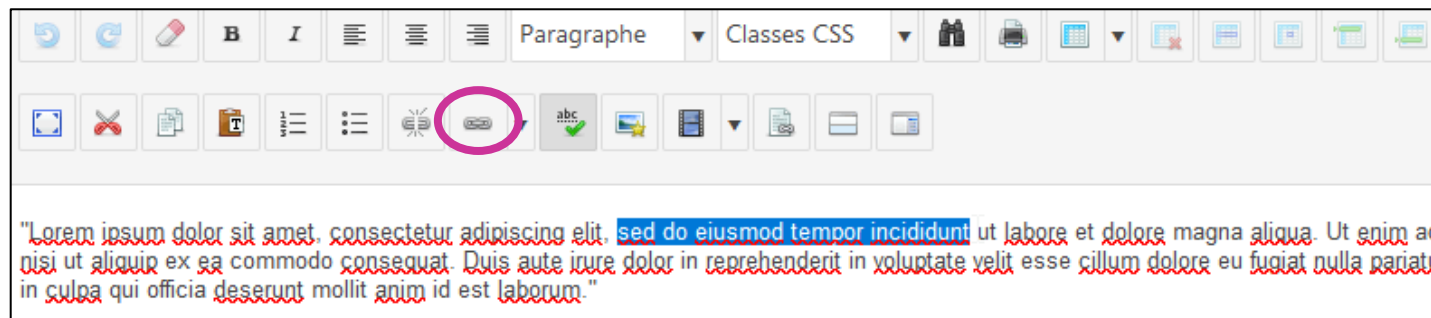 B I Paragraphe Classes CSS
T 1 2 3 abc
"Lorem ipsum dolor sit amet, consectetur adipiscing elit, sed do eiusmod tempor incididunt ut labore et dolore magna aliqua. Ut enim
nisi ut aliquip ex ea commodo consequat. Duis aute irure dolor in reprehenderit in voluptate velit esse cillum dolore eu fugiat nulla
in culpa qui officia deserunt mollit anim id est laborum."